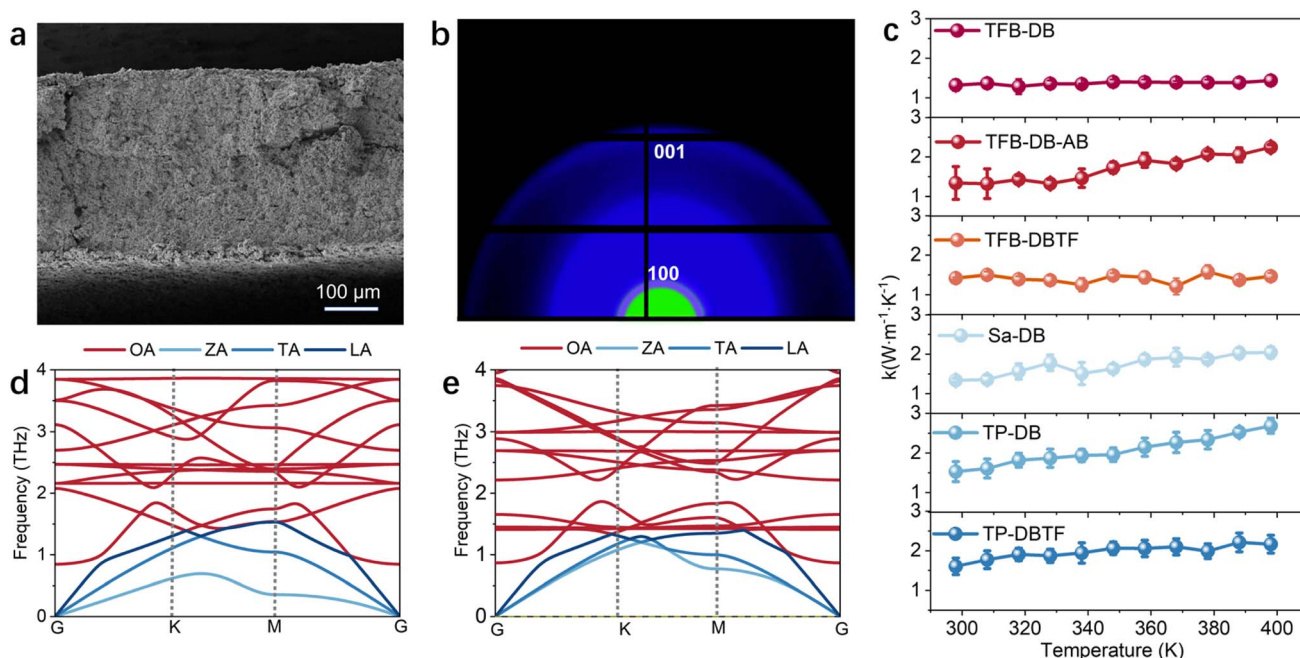 a
100 μm
b
001
100
c
k(W·m⁻¹·K⁻¹)
3
TFB-DB
2
1
3
TFB-DB-AB
2
1
3
TFB-DBTF
2
1
3
Sa-DB
2
1
3
TP-DB
2
1
3
TP-DBTF
2
1
300 320 340 360 380 400
Temperature (K)
OA ZA TA LA
d
Frequency (THz)
4
3
2
1
0
G K M G
OA ZA TA LA
e
Frequency (THz)
4
3
2
1
0
G K M G